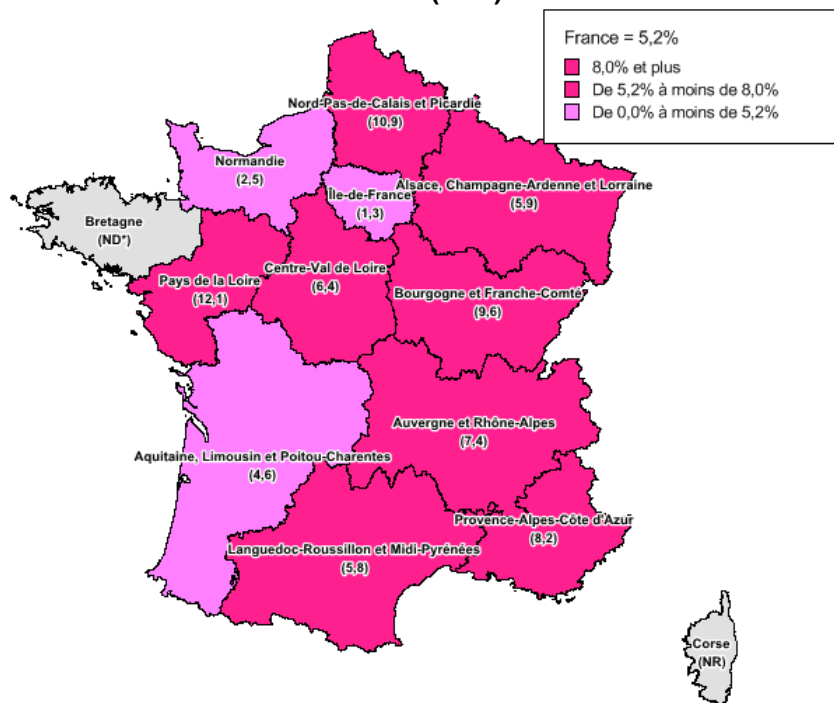 France = 5,2%
8,0% et plus
De 5,2% à moins de 8,0%
De 0,0% à moins de 5,2%
Nord-Pas-de-Calais et Picardie
(10,9)
Normandie
(2,5)
Île-de-France
(1,3)
Alsace, Champagne-Ardenne et Lorraine
(5,9)
Bretagne
(ND*)
Pays de la Loire
(12,1)
Centre-Val de Loire
(6,4)
Bourgogne et Franche-Comté
(9,6)
Auvergne et Rhône-Alpes
(7,4)
Aquitaine, Limousin et Poitou-Charentes
(4,6)
Provence-Alpes-Côte d'Azur
(8,2)
Languedoc-Roussillon et Midi-Pyrénées
(5,8)
Corse
(NR)